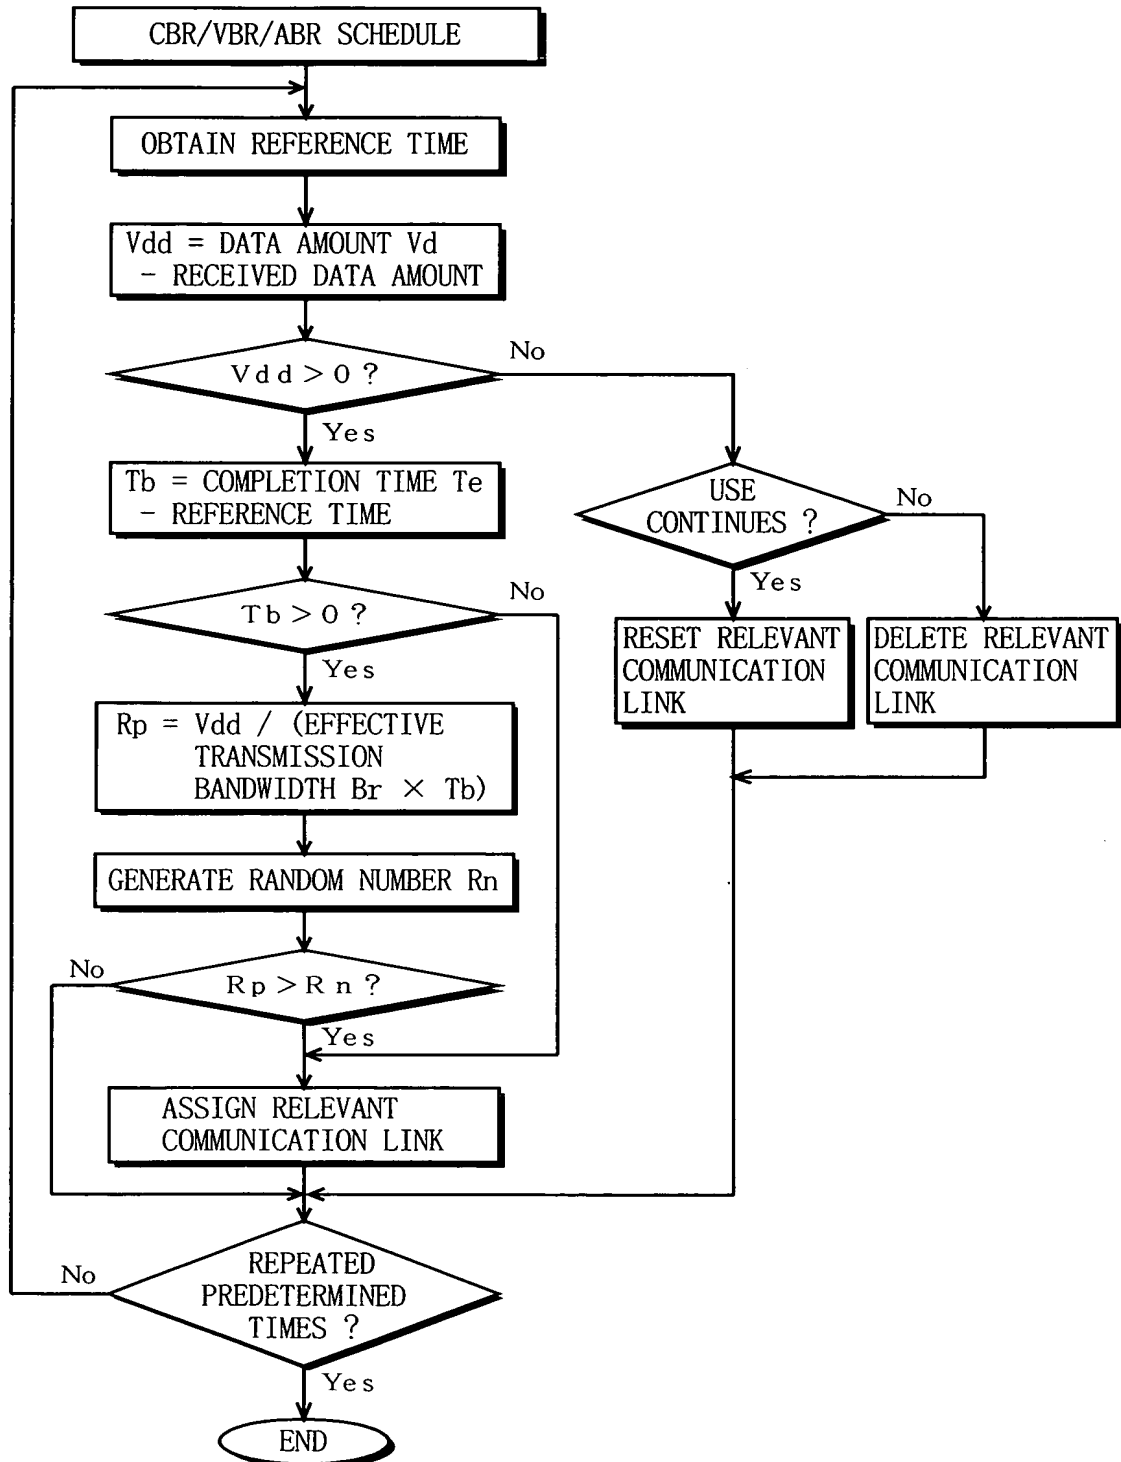 CBR/VBR/ABR SCHEDULE
OBTAIN REFERENCE TIME
Vdd = DATA AMOUNT Vd
- RECEIVED DATA AMOUNT
Vdd > 0 ?
No
Yes
Tb = COMPLETION TIME Te
- REFERENCE TIME
USE
CONTINUES ?
No
Yes
Tb > 0 ?
No
Yes
RESET RELEVANT
COMMUNICATION
LINK
DELETE RELEVANT
COMMUNICATION
LINK
Rp = Vdd / (EFFECTIVE
TRANSMISSION
BANDWIDTH Br × Tb)
GENERATE RANDOM NUMBER Rn
No
Rp > Rn ?
Yes
ASSIGN RELEVANT
COMMUNICATION LINK
No
REPEATED
PREDETERMINED
TIMES ?
Yes
END